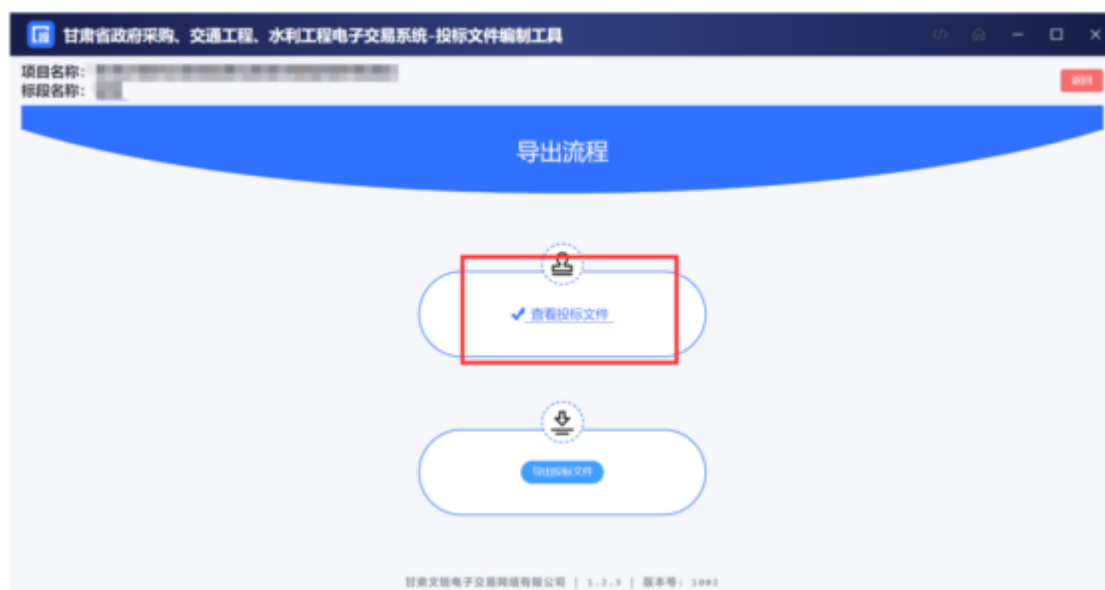 甘肃省政府采购、交通工程、水利工程电子交易系统-投标文件编制工具
项目名称：
标段名称：
返回
导出流程
查看投标文件
导出投标文件
甘肃文锐电子交易网络有限公司 | 1.2.3 | 版本号: 1002